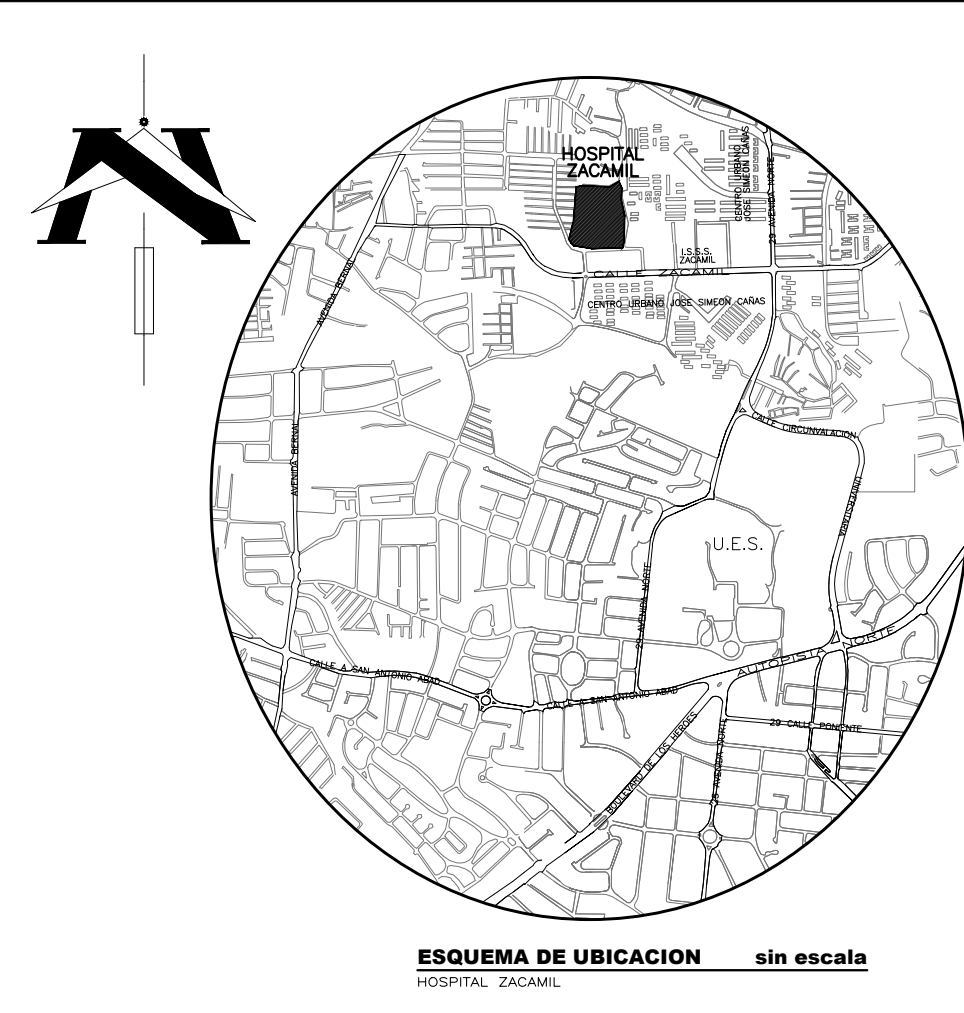 N
HOSPITAL
ZACAMIL
CENTRO URBANO
JOSE SIMEON CAÑAS
29 AVENIDA NORTE
I.S.S.S.
ZACAMIL
CALLE ZACAMIL
CENTRO URBANO JOSE SIMEON CAÑAS
AVENIDA BERNAL
CALLE CIRCUNVALACION
AVENIDA BERNAL
UNIVERSITARIA
U.E.S.
29 AVENIDA NORTE
AUTOPISTA NORTE
CALLE A SAN ANTONIO ABAD
CALLE A SAN ANTONIO ABAD
29 CALLE PONIENTE
BOULEVARD DE LOS HEROES
AVENIDA NORTE
ESQUEMA DE UBICACION sin escala
HOSPITAL ZACAMIL